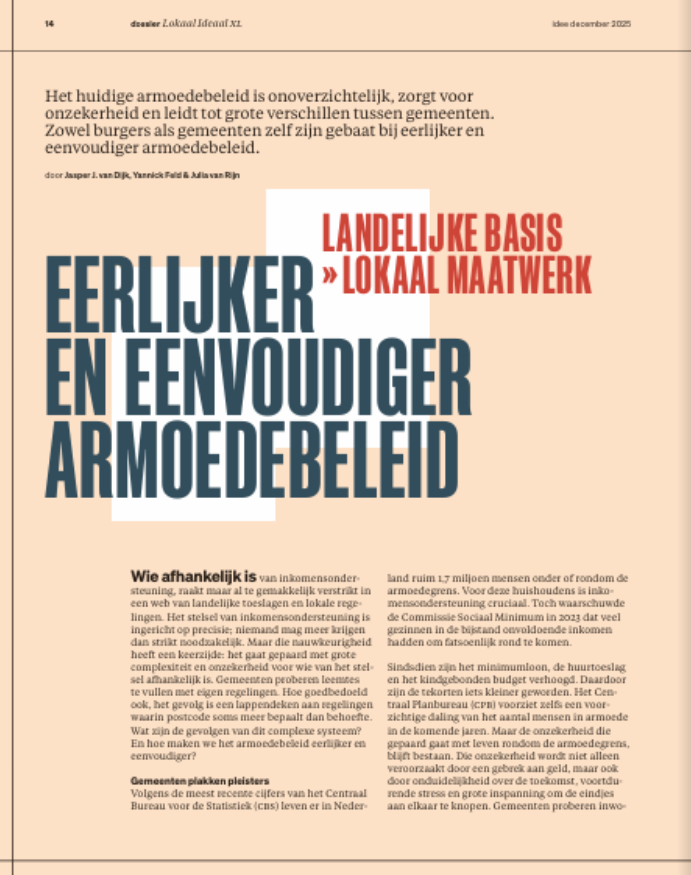 14
dossier Lokaal Ideaal XL
idee december 2025
Het huidige armoedebeleid is onoverzichtelijk, zorgt voor
onzekerheid en leidt tot grote verschillen tussen gemeenten.
Zowel burgers als gemeenten zelf zijn gebaat bij eerlijker en
eenvoudiger armoedebeleid.
door Jasper J. van Dijk, Yannick Feld & Julia van Rijn
LANDELIJKE BASIS
» LOKAAL MAATWERK
EERLIJKER
EN EENVOUDIGER
ARMOEDEBELEID
Wie afhankelijk is van inkomensonder-
steuning, raakt maar al te gemakkelijk verstrikt in
een web van landelijke toeslagen en lokale rege-
lingen. Het stelsel van inkomensondersteuning is
ingericht op precisie; niemand mag meer krijgen
dan strikt noodzakelijk. Maar die nauwkeurigheid
heeft een keerzijde: het gaat gepaard met grote
complexiteit en onzekerheid voor wie van het stel-
sel afhankelijk is. Gemeenten proberen leemtes
te vullen met eigen regelingen. Hoe goedbedoeld
ook, het gevolg is een lappendeken aan regelingen
waarin postcode soms meer bepaalt dan behoefte.
Wat zijn de gevolgen van dit complexe systeem?
En hoe maken we het armoedebeleid eerlijker en
eenvoudiger?
Gemeenten plakken pleisters
Volgens de meest recente cijfers van het Centraal
Bureau voor de Statistiek (CBS) leven er in Neder-
land ruim 1,7 miljoen mensen onder of rondom de
armoedegrens. Voor deze huishoudens is inko-
mensondersteuning cruciaal. Toch waarschuwde
de Commissie Sociaal Minimum in 2023 dat veel
gezinnen in de bijstand onvoldoende inkomen
hadden om fatsoenlijk rond te komen.
Sindsdien zijn het minimumloon, de huurtoeslag
en het kindgebonden budget verhoogd. Daardoor
zijn de tekorten iets kleiner geworden. Het Cen-
traal Planbureau (CPB) voorziet zelfs een voor-
zichtige daling van het aantal mensen in armoede
in de komende jaren. Maar de onzekerheid die
gepaard gaat met leven rondom de armoedegrens,
blijft bestaan. Die onzekerheid wordt niet alleen
veroorzaakt door een gebrek aan geld, maar ook
door onduidelijkheid over de toekomst, voortdu-
rende stress en grote inspanning om de eindjes
aan elkaar te knopen. Gemeenten proberen inwo-